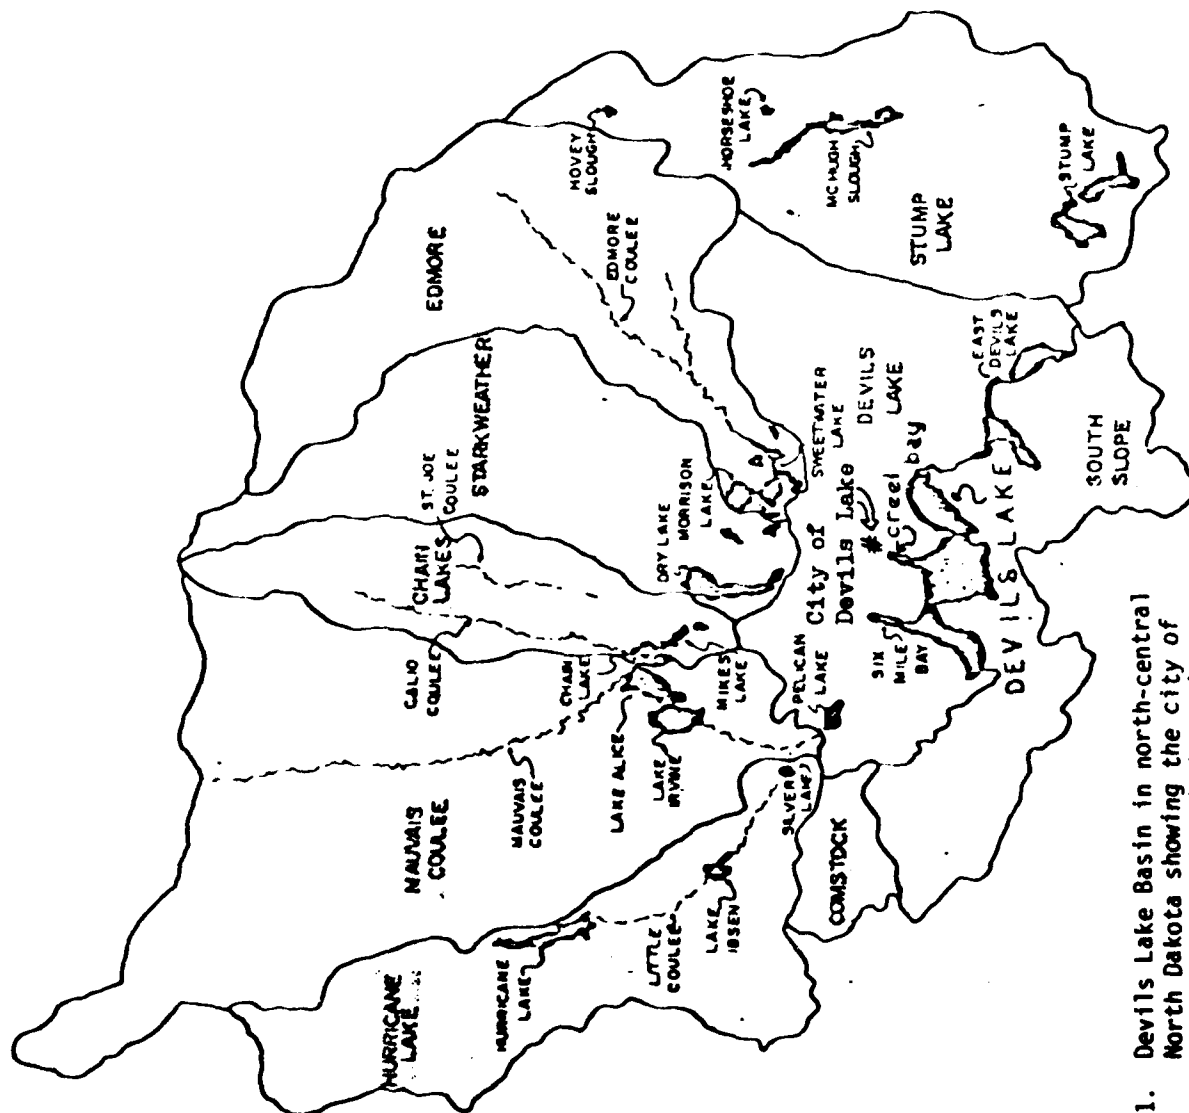 HURRICANE
LAKE
MAUVAIS
COULEE
CALIO
COULEE
CHAIN
LAKES
ST. JOE
COULEE
EDMORE
STARKWEATHER
HURRICANE
LAKE
MAUVAIS
COULEE
CHAIN
LAKE
HOVEY
SLOUGH
EDMORE
COULEE
LAKE ALICE
LITTLE
COULEE
LAKE
IRVINE
DRY LAKE
MORRISON
LAKE
LAKE
IBSEN
MIKES
LAKE
HORSESHOE
LAKE
SILVER
LAKE
PELICAN
LAKE
City of
Devils Lake
#
SWEETWATER
LAKE
MC HUGH
SLOUGH
COMSTOCK
DEVILS
LAKE
SIX
MILE
BAY
Creel bay
STUMP
LAKE
EAST
DEVILS
LAKE
STUMP
LAKE
DEVILS LAKE
SOUTH
SLOPE
1. Devils Lake Basin in north-central
North Dakota showing the city of